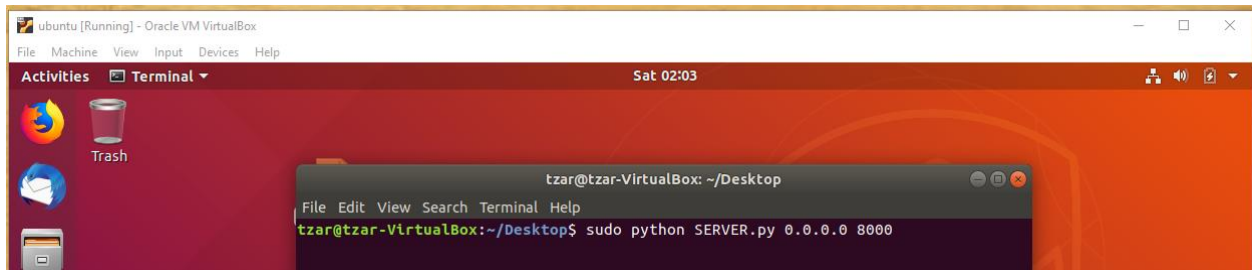 ubuntu [Running] - Oracle VM VirtualBox
File Machine View Input Devices Help
Activities Terminal Sat 02:03
Trash
tzar@tzar-VirtualBox: ~/Desktop
File Edit View Search Terminal Help
tzar@tzar-VirtualBox:~/Desktop$ sudo python SERVER.py 0.0.0.0 8000